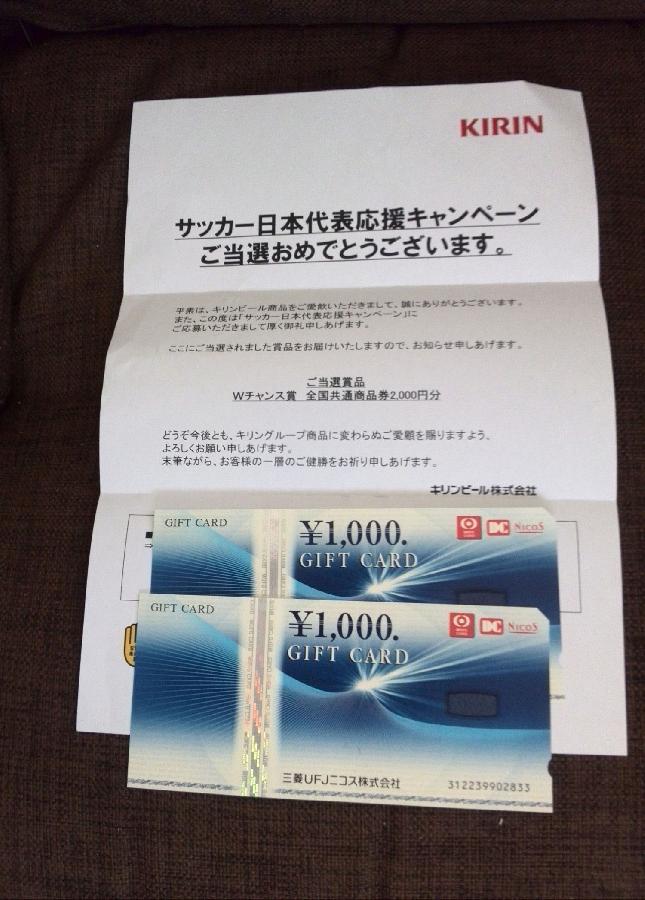 KIRIN
サッカー日本代表応援キャンペーン
ご当選おめでとうございます。
平素は、キリンビール商品をご愛飲いただきまして、誠にありがとうございます。
また、この度は「サッカー日本代表応援キャンペーン」に
ご応募いただきまして厚く御礼申しあげます。
ここにご当選されました賞品をお届けいたしますので、お知らせ申しあげます。
ご当選賞品
Wチャンス賞 全国共通商品券2,000円分
どうぞ今後とも、キリングループ商品に変わらぬご愛顧を賜りますよう、
よろしくお願い申しあげます。
末筆ながら、お客様の一層のご健勝をお祈り申しあげます。
キリンビール株式会社
GIFT CARD
¥1,000.
GIFT CARD
DC
NICOS
GIFT CARD
¥1,000.
GIFT CARD
DC
NICOS
三菱UFJニコス株式会社
312239902833